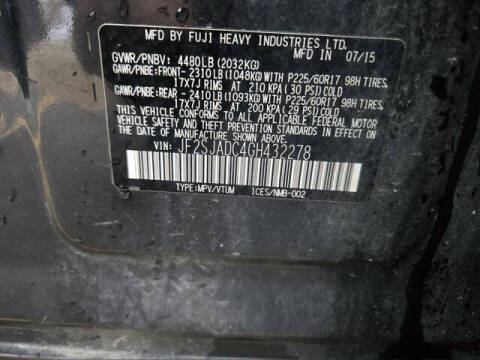 MFD BY FUJI HEAVY INDUSTRIES LTD.
GVWR/PNBV: 4480LB (2032KG) IN 07/15
GAWR/PNBE:FRONT- 2310LB (1048KG) WITH P225/60R17 98H TIRES,
17X7J RIMS AT 210 KPA (30 PSI) COLD
GAWR/PNBE:REAR - 2410LB (1093KG) WITH P225/60R17 98H TIRES,
17X7J RIMS AT 200 KPA (29 PSI) COLD
THIS VEHICLE CONFORMS TO ALL APPLICABLE FEDERAL MOTOR
VEHICLE SAFETY, BUMPER, AND THEFT PREVENTION STANDARDS IN
EFFECT ON THE DATE OF MANUFACTURE SHOWN ABOVE.
VIN: JF2SJADC4GH432278
TYPE:MPV/VTUM ICES/NMB-002